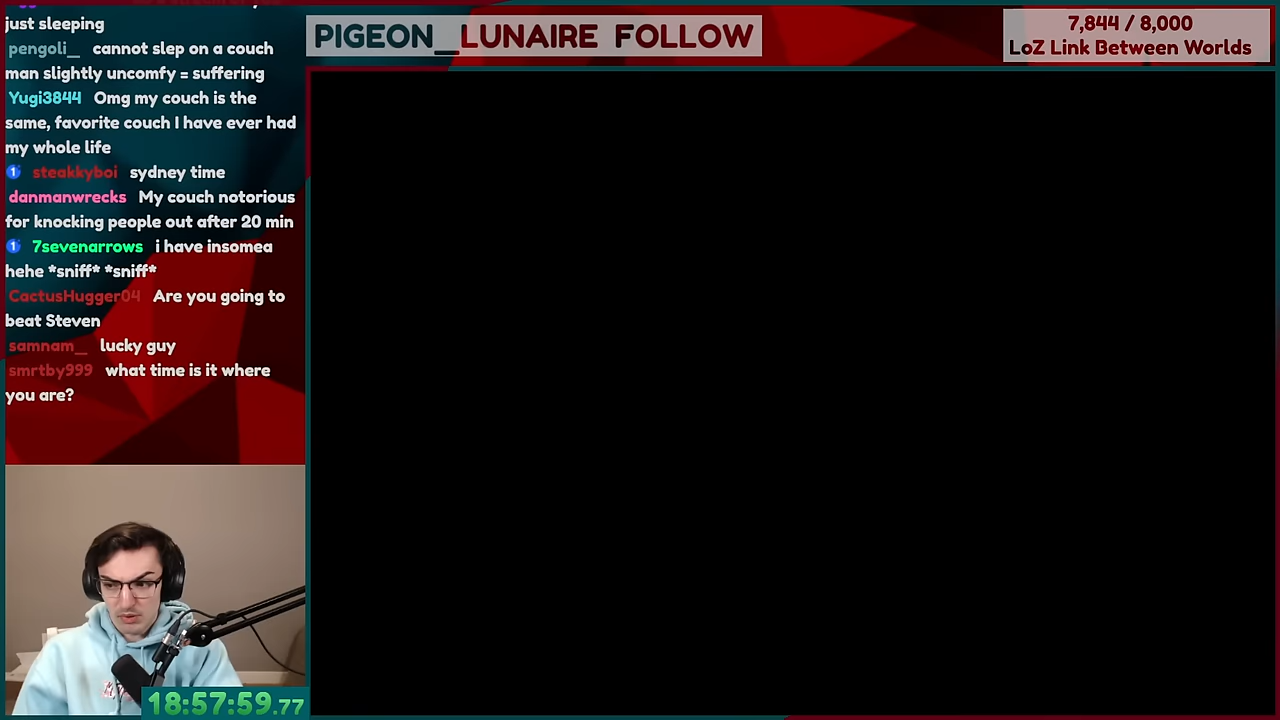 just sleeping
pengoli_ cannot slep on a couch
man slightly uncomfy = suffering
Yugi3844 Omg my couch is the
same, favorite couch I have ever had
my whole life
1 steakkyboi sydney time
danmanwrecks My couch notorious
for knocking people out after 20 min
1 7sevenarrows i have insomea
hehe *sniff* *sniff*
CactusHugger04 Are you going to
beat Steven
samnam_ lucky guy
smrtby999 what time is it where
you are?
18:57:59.77
PIGEON_LUNAIRE FOLLOW
7,844 / 8,000
LoZ Link Between Worlds